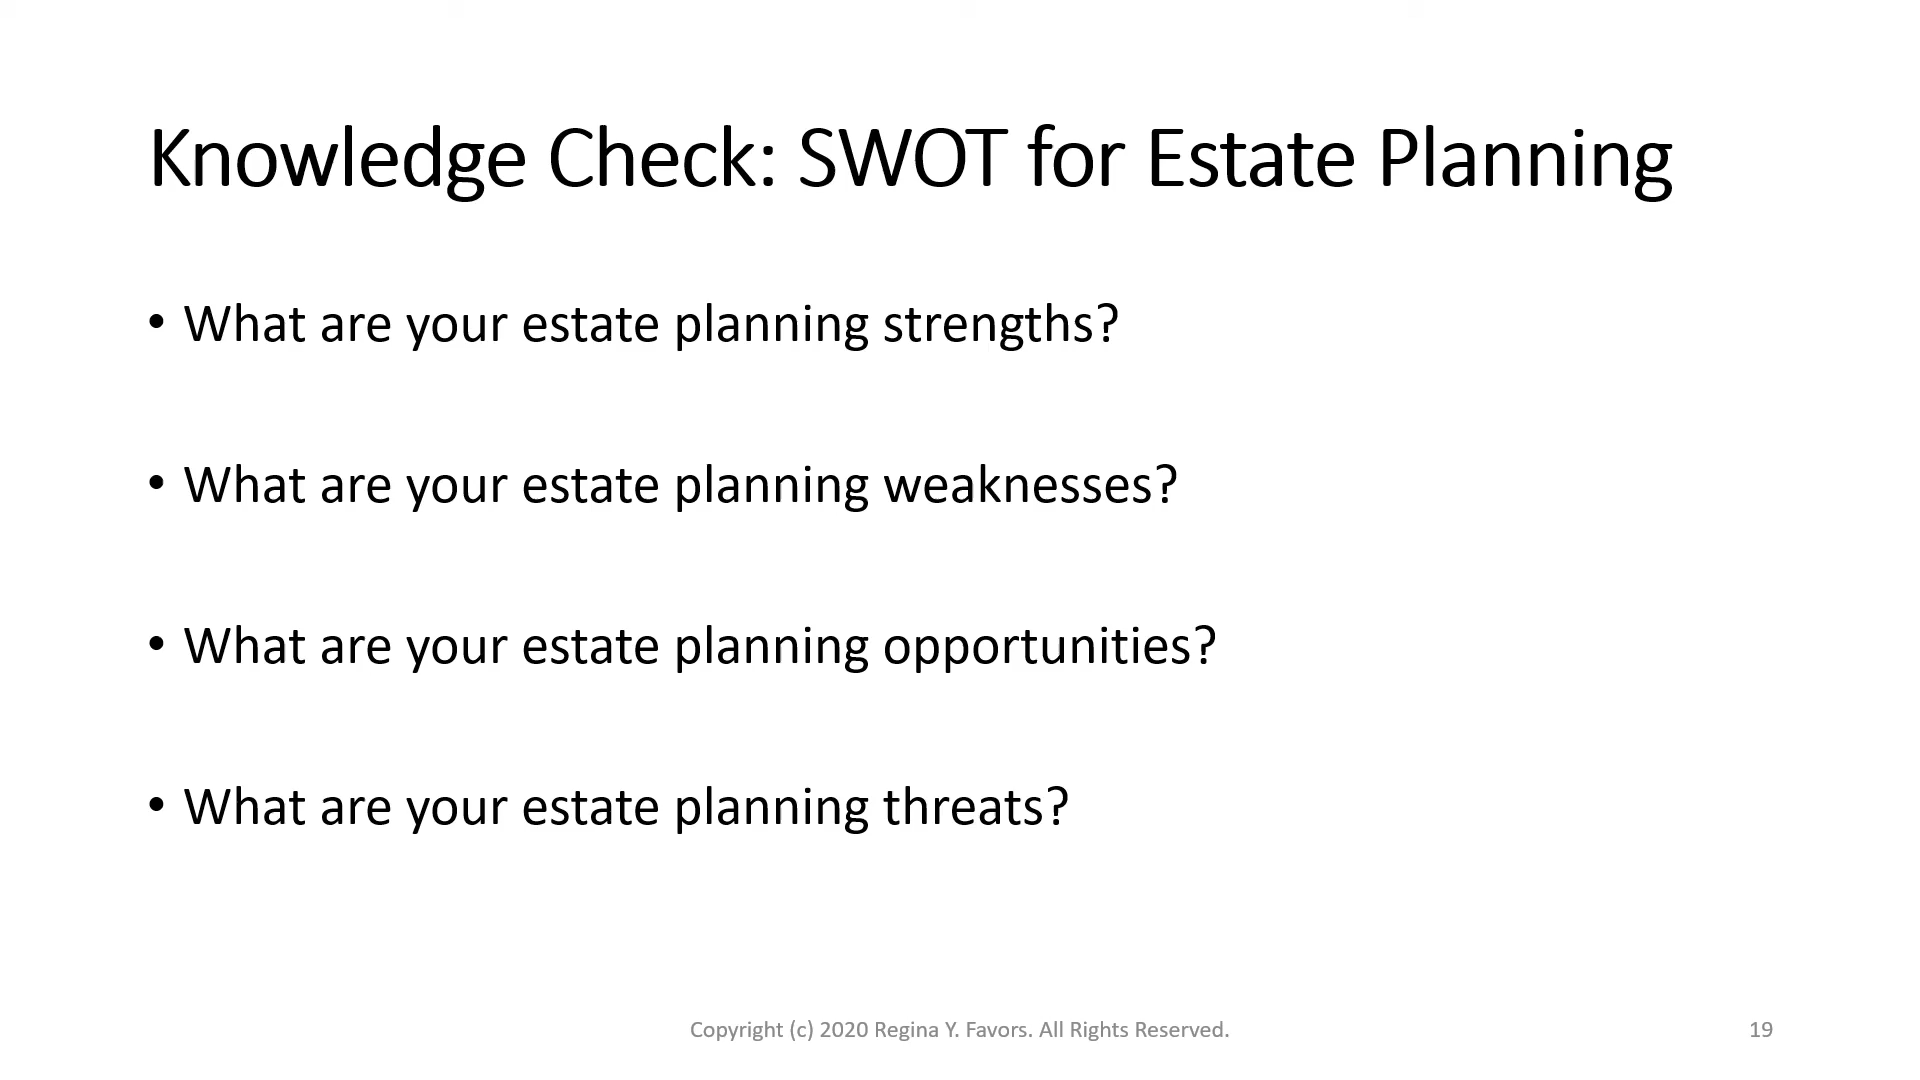 Knowledge Check: SWOT for Estate Planning
• What are your estate planning strengths?
• What are your estate planning weaknesses?
• What are your estate planning opportunities?
• What are your estate planning threats?
Copyright (c) 2020 Regina Y. Favors. All Rights Reserved.
19